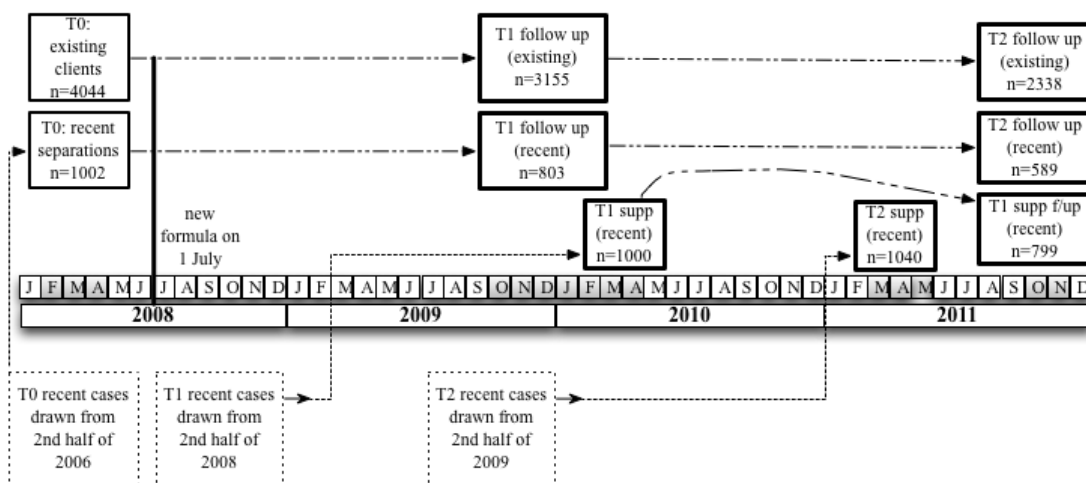 T0:
existing
clients
n=4044
T1 follow up
(existing)
n=3155
T2 follow up
(existing)
n=2338
T0: recent
separations
n=1002
T1 follow up
(recent)
n=803
T2 follow up
(recent)
n=589
new
formula on
1 July
T1 supp
(recent)
n=1000
T2 supp
(recent)
n=1040
T1 supp f/up
(recent)
n=799
J F M A M J J A S O N D J F M A M J J A S O N D J F M A M J J A S O N D J F M A M J J A S O N D
2008 2009 2010 2011
T0 recent cases
drawn from
2nd half of
2006
T1 recent cases
drawn from
2nd half of
2008
T2 recent cases
drawn from
2nd half of
2009